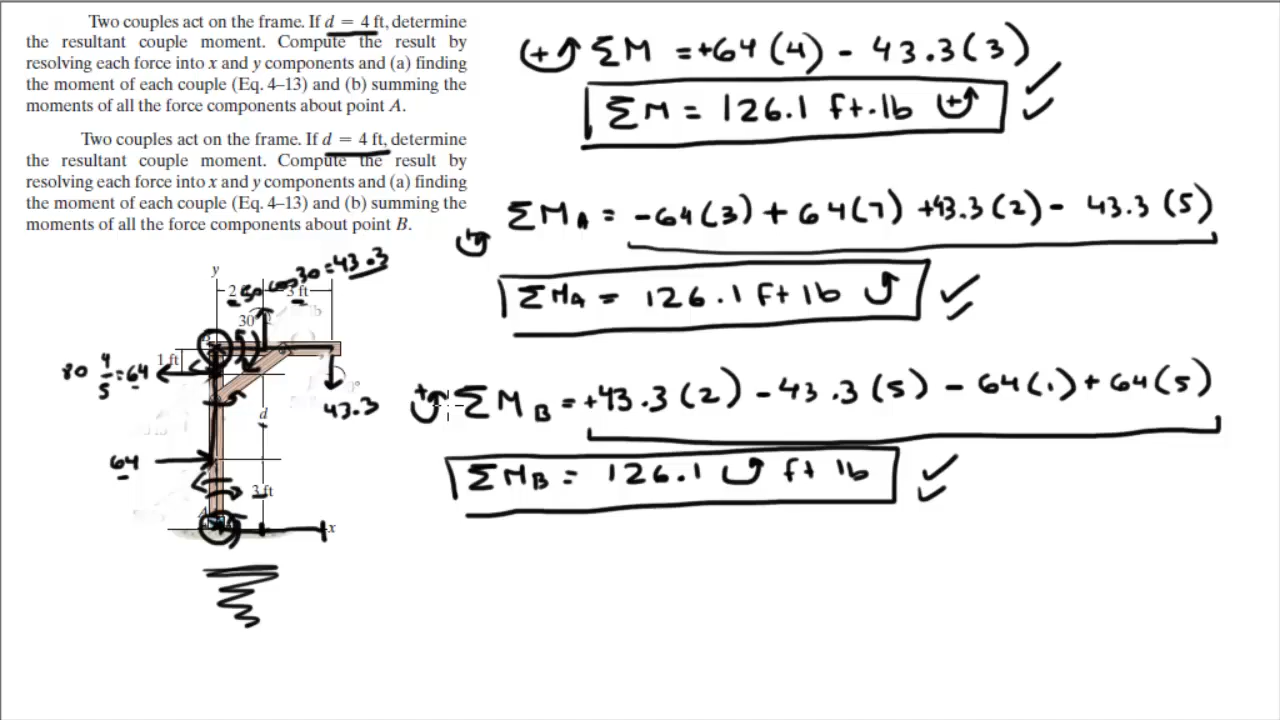 Two couples act on the frame. If d = 4 ft, determine
the resultant couple moment. Compute the result by
resolving each force into x and y components and (a) finding
the moment of each couple (Eq. 4–13) and (b) summing the
moments of all the force components about point A.
Two couples act on the frame. If d = 4 ft, determine
the resultant couple moment. Compute the result by
resolving each force into x and y components and (a) finding
the moment of each couple (Eq. 4–13) and (b) summing the
moments of all the force components about point B.
(+↺ ΣM = +64(4) - 43.3(3)
ΣM = 126.1 ft.lb +↺
ΣMA = -64(3) + 64(7) +43.3(2) - 43.3(5)
+↺
ΣMA = 126.1 Ft lb ↺
+↺ ΣMB = +43.3(2) - 43.3(5) - 64(1) + 64(5)
ΣMB = 126.1 ↺ ft lb
y
50 cos30 = 43.3
2
3 ft
30
1 ft
80 4/5 = 64
43.3
d
64
3 ft
A
x